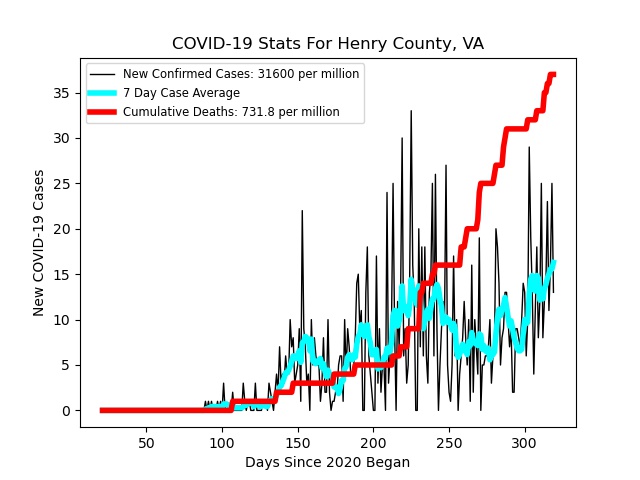 COVID-19 Stats For Henry County, VA
New Confirmed Cases: 31600 per million
7 Day Case Average
Cumulative Deaths: 731.8 per million
New COVID-19 Cases
35
30
25
20
15
10
5
0
50
100
150
200
250
300
Days Since 2020 Began